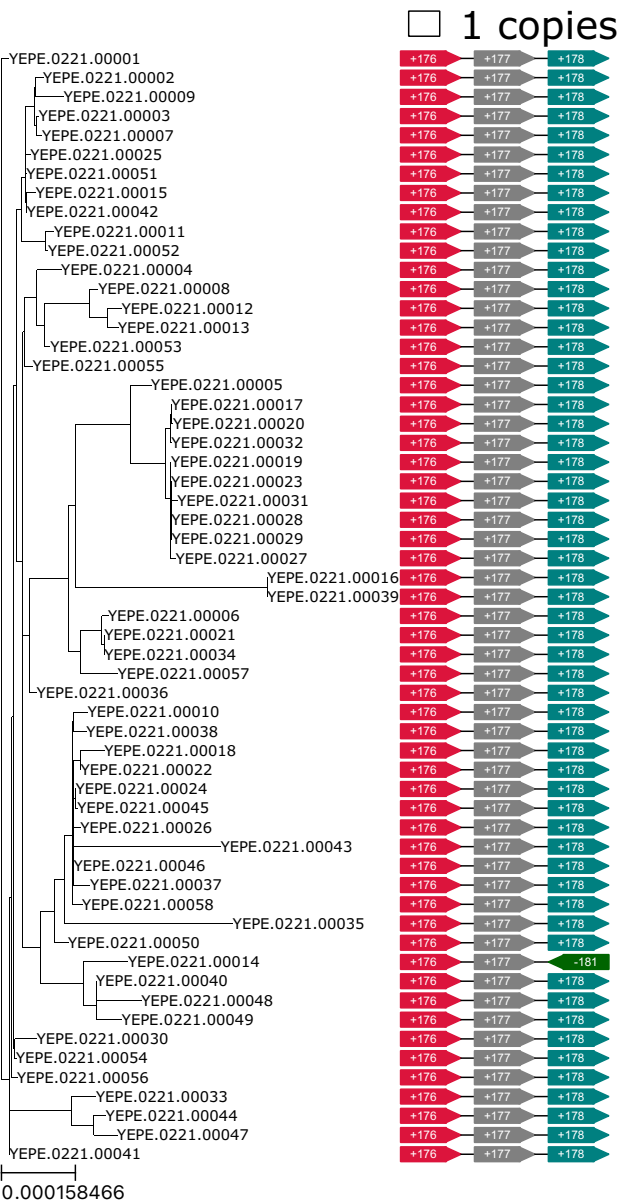 1 copies
YEPE.0221.00001 +176 +177 +178
YEPE.0221.00002 +176 +177 +178
YEPE.0221.00009 +176 +177 +178
YEPE.0221.00003 +176 +177 +178
YEPE.0221.00007 +176 +177 +178
YEPE.0221.00025 +176 +177 +178
YEPE.0221.00051 +176 +177 +178
YEPE.0221.00015 +176 +177 +178
YEPE.0221.00042 +176 +177 +178
YEPE.0221.00011 +176 +177 +178
YEPE.0221.00052 +176 +177 +178
YEPE.0221.00004 +176 +177 +178
YEPE.0221.00008 +176 +177 +178
YEPE.0221.00012 +176 +177 +178
YEPE.0221.00013 +176 +177 +178
YEPE.0221.00053 +176 +177 +178
YEPE.0221.00055 +176 +177 +178
YEPE.0221.00005 +176 +177 +178
YEPE.0221.00017 +176 +177 +178
YEPE.0221.00020 +176 +177 +178
YEPE.0221.00032 +176 +177 +178
YEPE.0221.00019 +176 +177 +178
YEPE.0221.00023 +176 +177 +178
YEPE.0221.00031 +176 +177 +178
YEPE.0221.00028 +176 +177 +178
YEPE.0221.00029 +176 +177 +178
YEPE.0221.00027 +176 +177 +178
YEPE.0221.00016 +176 +177 +178
YEPE.0221.00039 +176 +177 +178
YEPE.0221.00006 +176 +177 +178
YEPE.0221.00021 +176 +177 +178
YEPE.0221.00034 +176 +177 +178
YEPE.0221.00057 +176 +177 +178
YEPE.0221.00036 +176 +177 +178
YEPE.0221.00010 +176 +177 +178
YEPE.0221.00038 +176 +177 +178
YEPE.0221.00018 +176 +177 +178
YEPE.0221.00022 +176 +177 +178
YEPE.0221.00024 +176 +177 +178
YEPE.0221.00045 +176 +177 +178
YEPE.0221.00026 +176 +177 +178
YEPE.0221.00043 +176 +177 +178
YEPE.0221.00046 +176 +177 +178
YEPE.0221.00037 +176 +177 +178
YEPE.0221.00058 +176 +177 +178
YEPE.0221.00035 +176 +177 +178
YEPE.0221.00050 +176 +177 +178
YEPE.0221.00014 +176 +177 -181
YEPE.0221.00040 +176 +177 +178
YEPE.0221.00048 +176 +177 +178
YEPE.0221.00049 +176 +177 +178
YEPE.0221.00030 +176 +177 +178
YEPE.0221.00054 +176 +177 +178
YEPE.0221.00056 +176 +177 +178
YEPE.0221.00033 +176 +177 +178
YEPE.0221.00044 +176 +177 +178
YEPE.0221.00047 +176 +177 +178
YEPE.0221.00041 +176 +177 +178
0.000158466